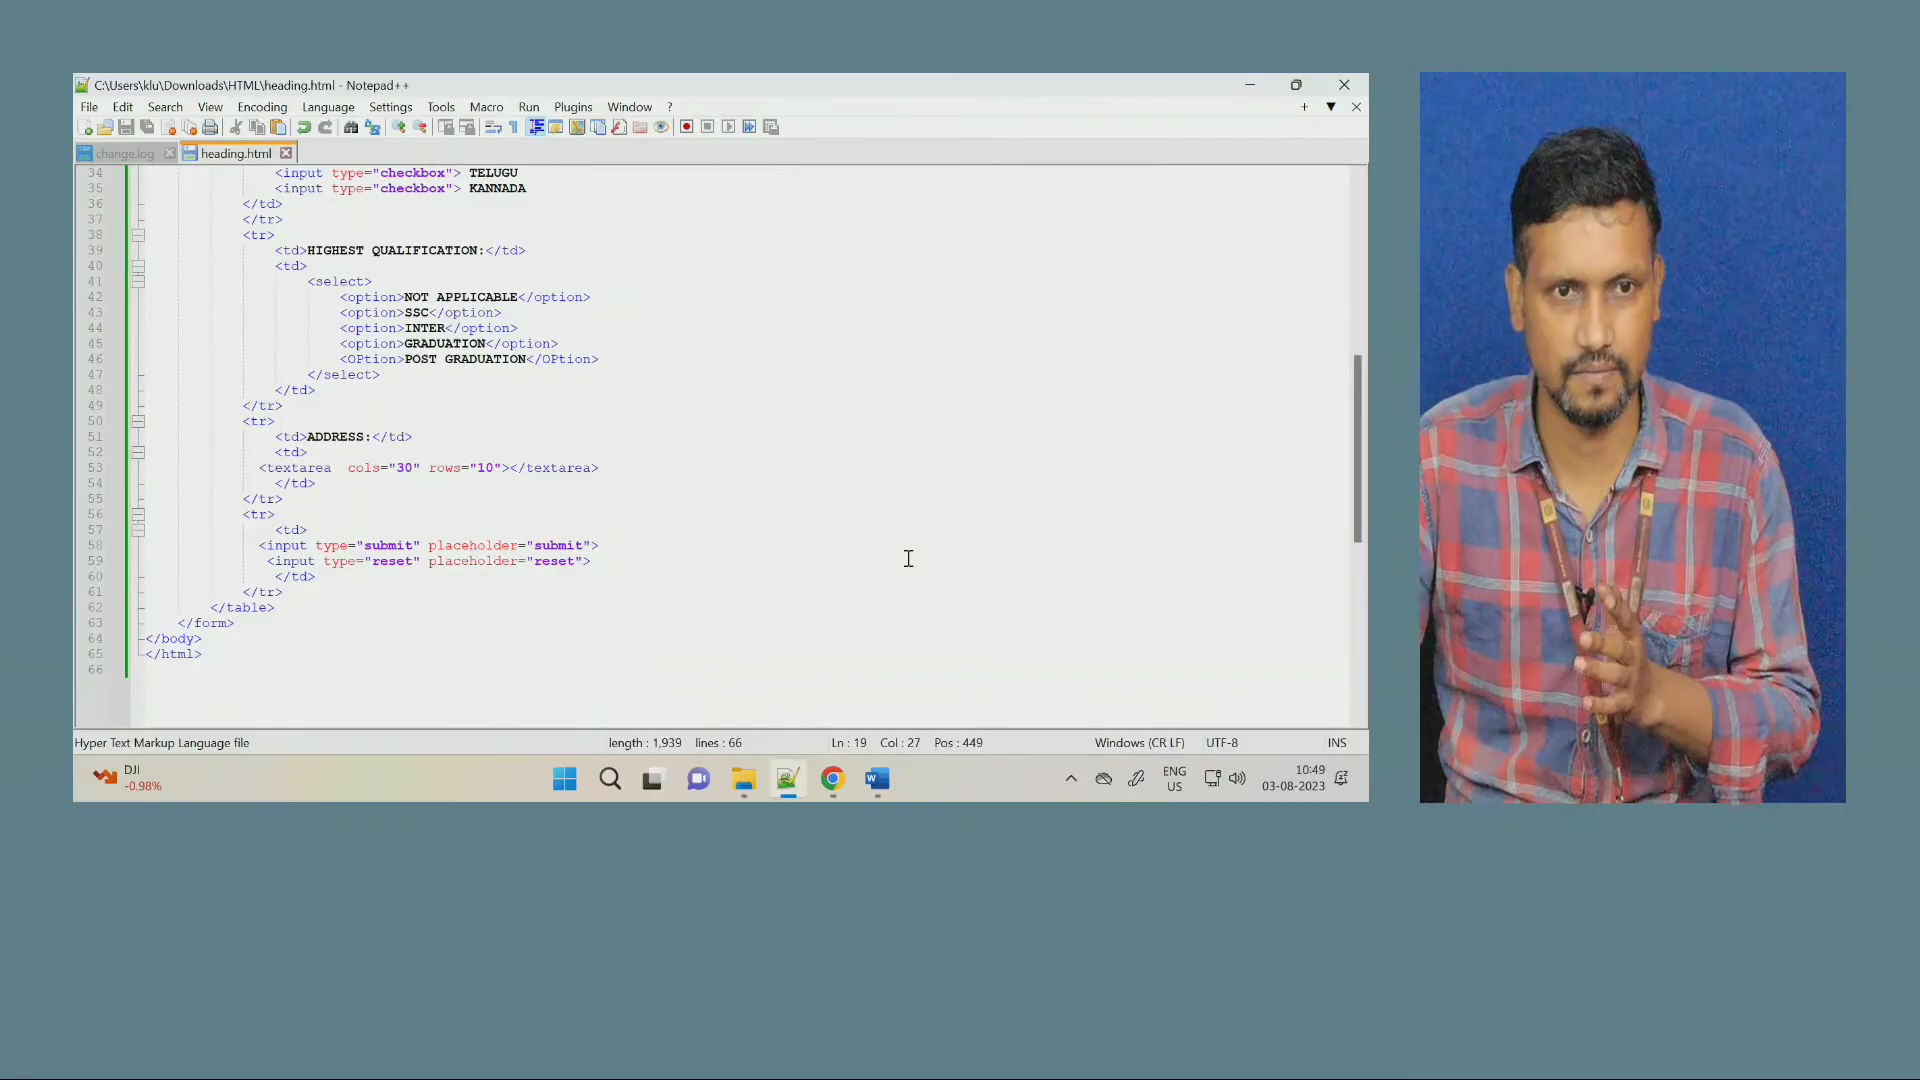 C:\Users\klu\Downloads\HTML\heading.html - Notepad++
File Edit Search View Encoding Language Settings Tools Macro Run Plugins Window ?
change.log heading.html
34 <input type="checkbox"> TELUGU
35 <input type="checkbox"> KANNADA
36 </td>
37 </tr>
38 <tr>
39 <td>HIGHEST QUALIFICATION:</td>
40 <td>
41 <select>
42 <option>NOT APPLICABLE</option>
43 <option>SSC</option>
44 <option>INTER</option>
45 <option>GRADUATION</option>
46 <OPtion>POST GRADUATION</OPtion>
47 </select>
48 </td>
49 </tr>
50 <tr>
51 <td>ADDRESS:</td>
52 <td>
53 <textarea  cols="30" rows="10"></textarea>
54 </td>
55 </tr>
56 <tr>
57 <td>
58 <input type="submit" placeholder="submit">
59 <input type="reset" placeholder="reset">
60 </td>
61 </tr>
62 </table>
63 </form>
64 </body>
65 </html>
66
Hyper Text Markup Language file length : 1,939 lines : 66 Ln : 19 Col : 27 Pos : 449 Windows (CR LF) UTF-8 INS
DJI
-0.98%
ENG
US
10:49
03-08-2023